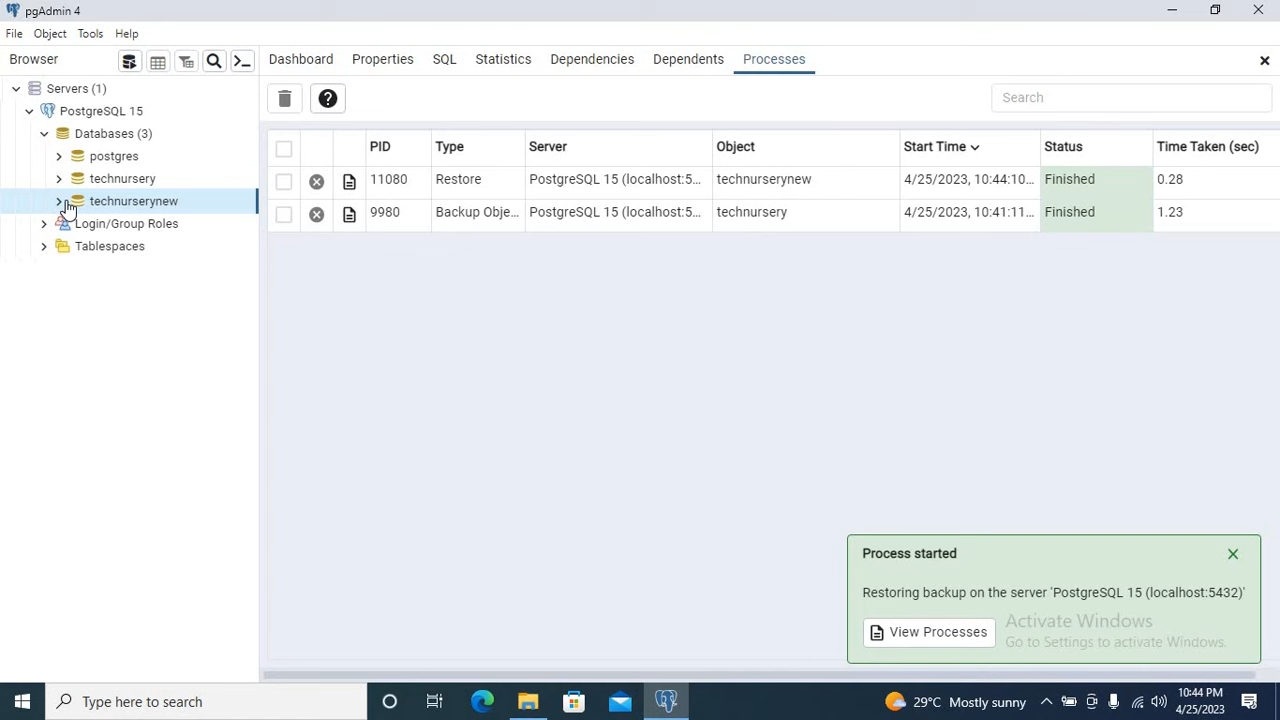 pgAdmin 4
File Object Tools Help
Browser
Dashboard Properties SQL Statistics Dependencies Dependents Processes
Servers (1)
PostgreSQL 15
Databases (3)
postgres
technursery
technurserynew
Login/Group Roles
Tablespaces
Search
PID Type Server Object Start Time Status Time Taken (sec)
11080 Restore PostgreSQL 15 (localhost:5... technurserynew 4/25/2023, 10:44:10... Finished 0.28
9980 Backup Obje... PostgreSQL 15 (localhost:5... technursery 4/25/2023, 10:41:11... Finished 1.23
Process started
Restoring backup on the server 'PostgreSQL 15 (localhost:5432)'
View Processes
Activate Windows
Go to Settings to activate Windows.
Type here to search
29°C Mostly sunny
10:44 PM
4/25/2023